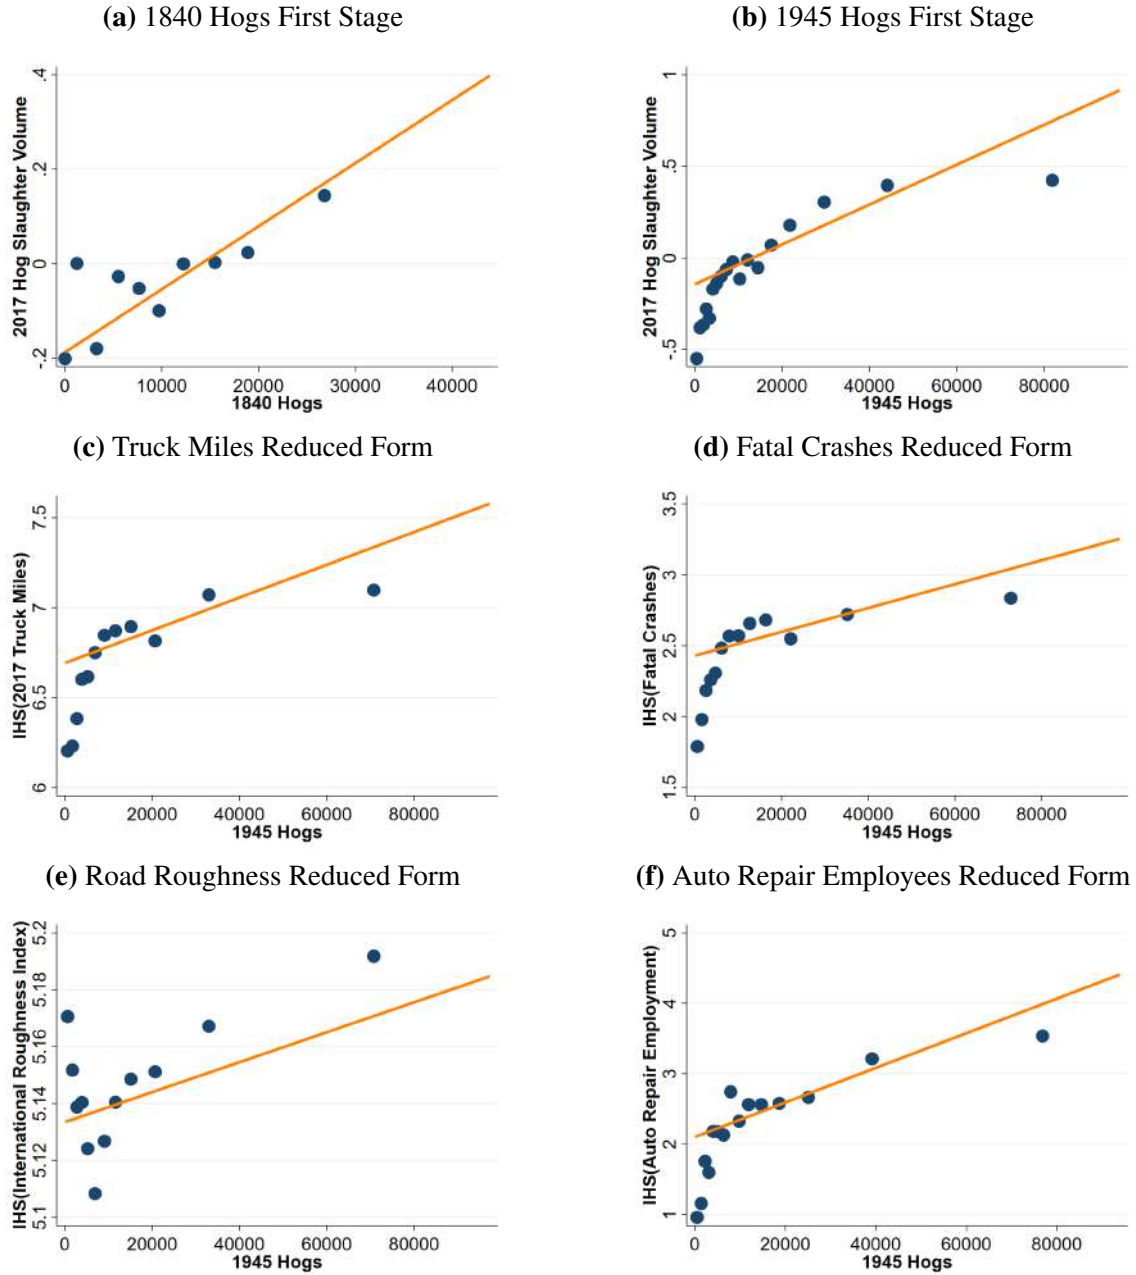 (a) 1840 Hogs First Stage
2017 Hog Slaughter Volume
.4
.2
0
-.2
0 10000 20000 30000 40000
1840 Hogs
(b) 1945 Hogs First Stage
2017 Hog Slaughter Volume
1
.5
0
-.5
0 20000 40000 60000 80000
1945 Hogs
(c) Truck Miles Reduced Form
IHS(2017 Truck Miles)
7.5
7
6.5
6
0 20000 40000 60000 80000
1945 Hogs
(d) Fatal Crashes Reduced Form
IHS(Fatal Crashes)
3.5
3
2.5
2
1.5
0 20000 40000 60000 80000
1945 Hogs
(e) Road Roughness Reduced Form
IHS(International Roughness Index)
5.2
5.18
5.16
5.14
5.12
5.1
0 20000 40000 60000 80000
1945 Hogs
(f) Auto Repair Employees Reduced Form
IHS(Auto Repair Employment)
5
4
3
2
1
0 20000 40000 60000 80000
1945 Hogs